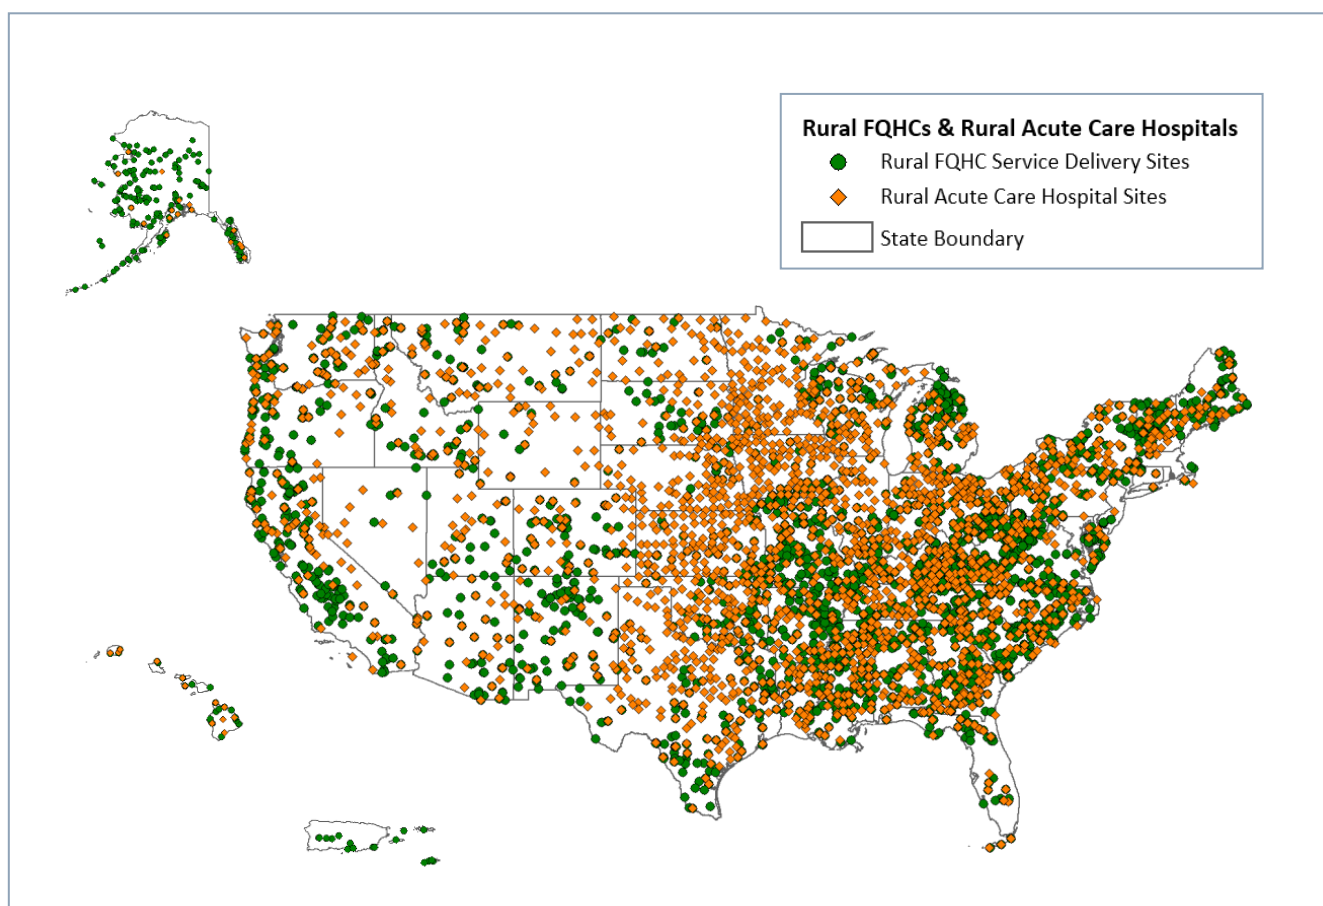 Rural FQHCs & Rural Acute Care Hospitals
Rural FQHC Service Delivery Sites
Rural Acute Care Hospital Sites
State Boundary